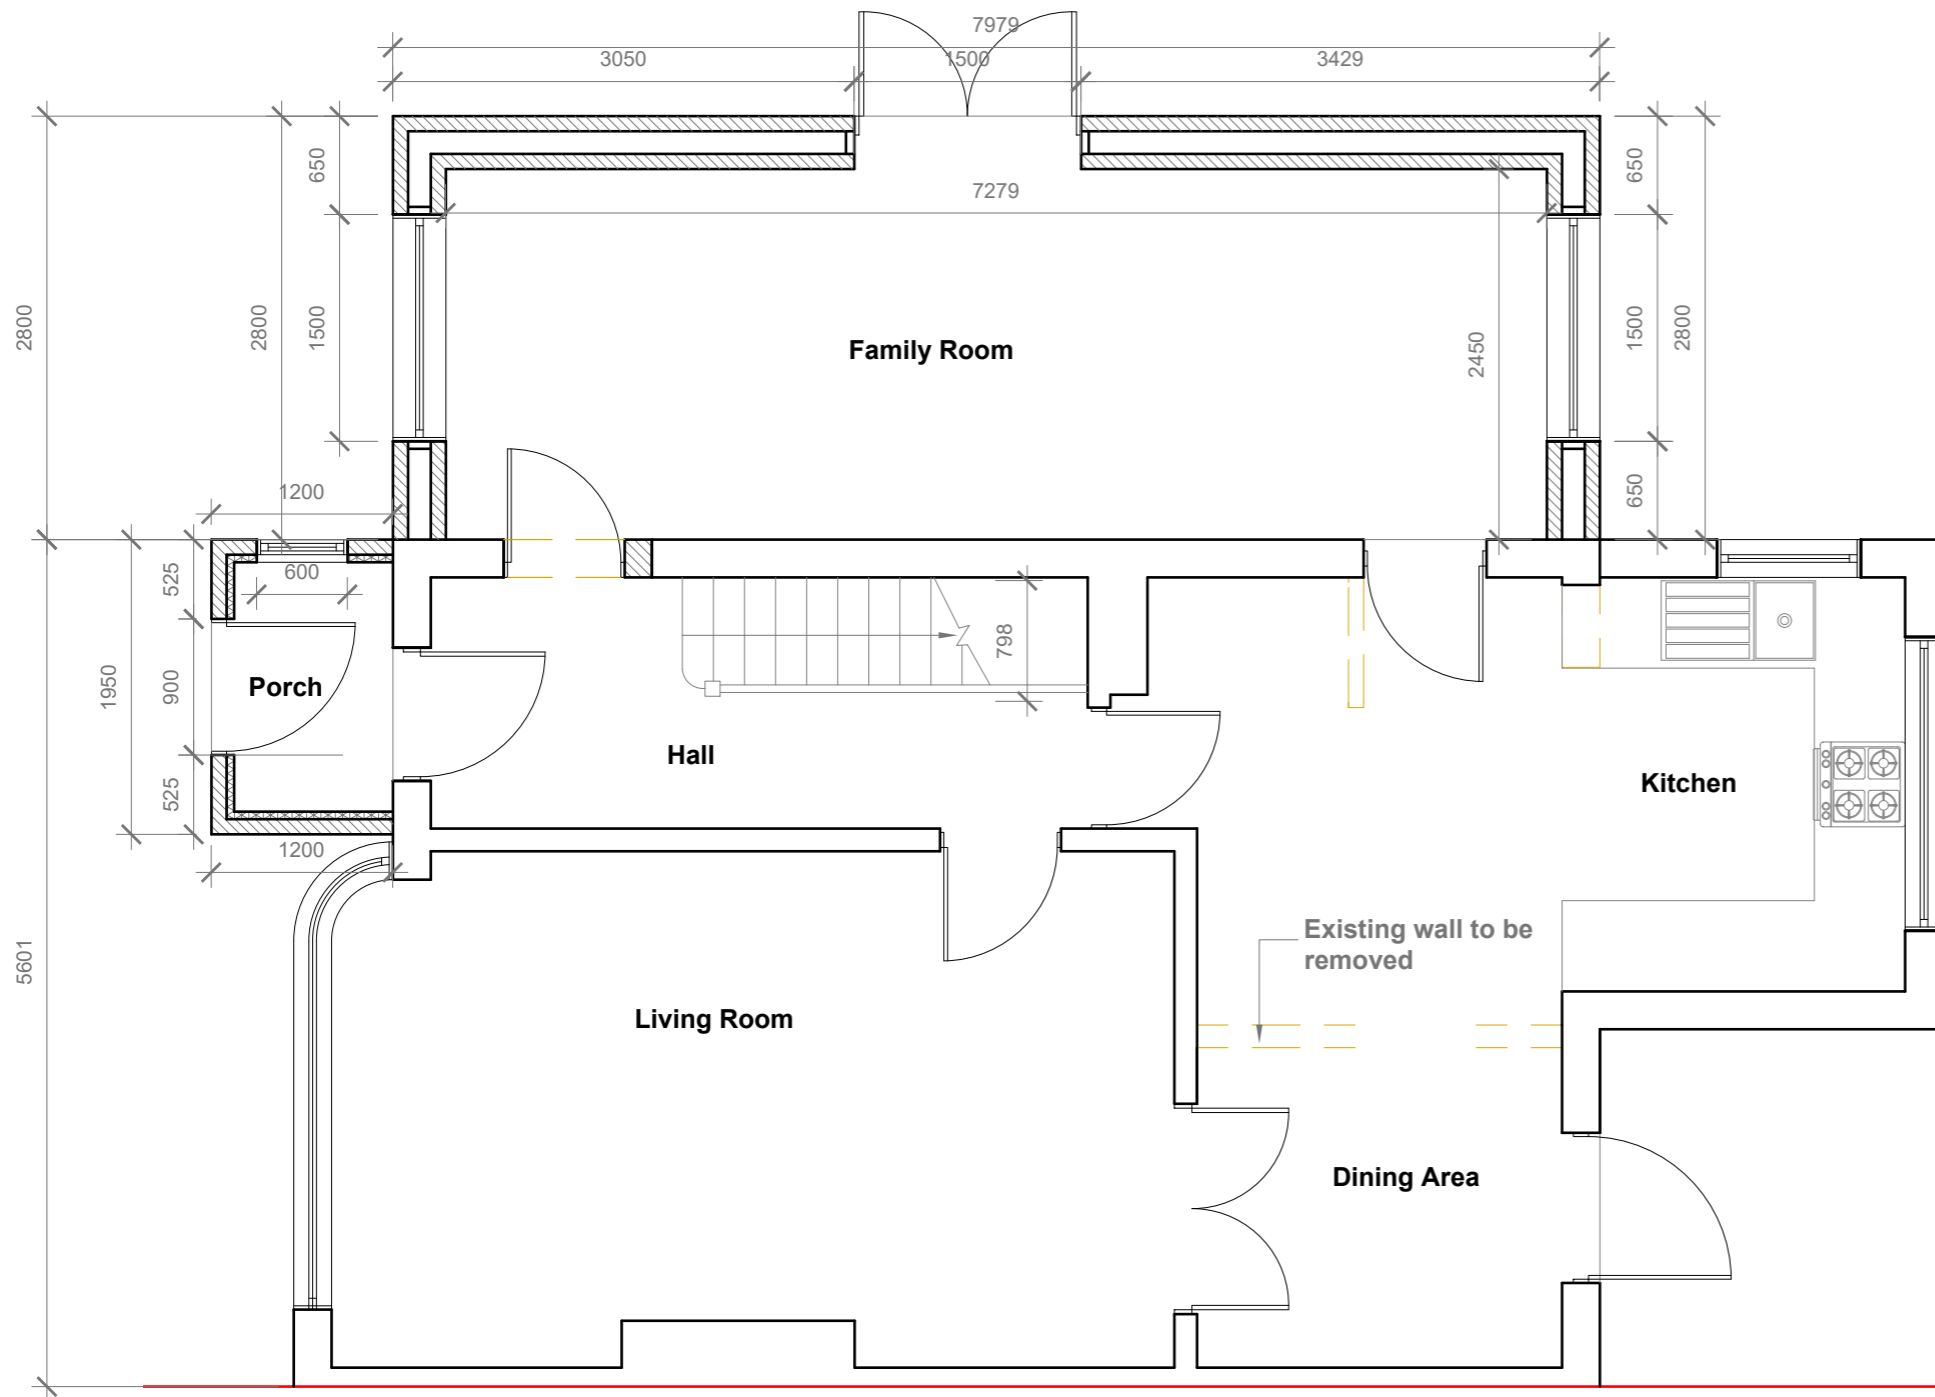 7979
3050
1500
3429
650
650
7279
2800
2800
1500
Family Room
2450
1500
2800
1200
650
600
525
798
1950
900
Porch
Hall
Kitchen
525
1200
5601
Existing wall to be
removed
Living Room
Dining Area